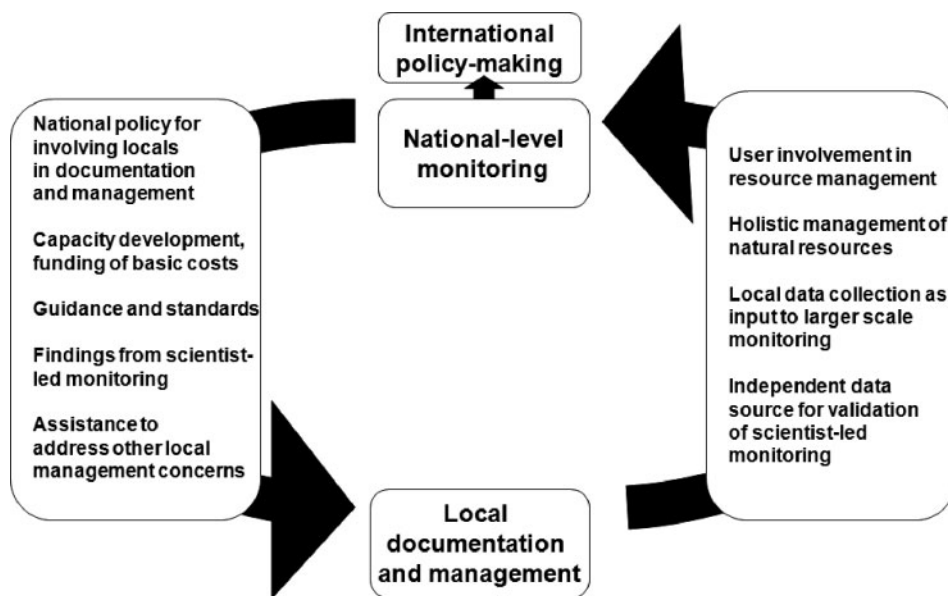 International
policy-making
National-level
monitoring
National policy for
involving locals
in documentation
and management
Capacity development,
funding of basic costs
Guidance and standards
Findings from scientist-
led monitoring
Assistance to
address other local
management concerns
User involvement in
resource management
Holistic management of
natural resources
Local data collection as
input to larger scale
monitoring
Independent data
source for validation
of scientist-led
monitoring
Local
documentation
and management